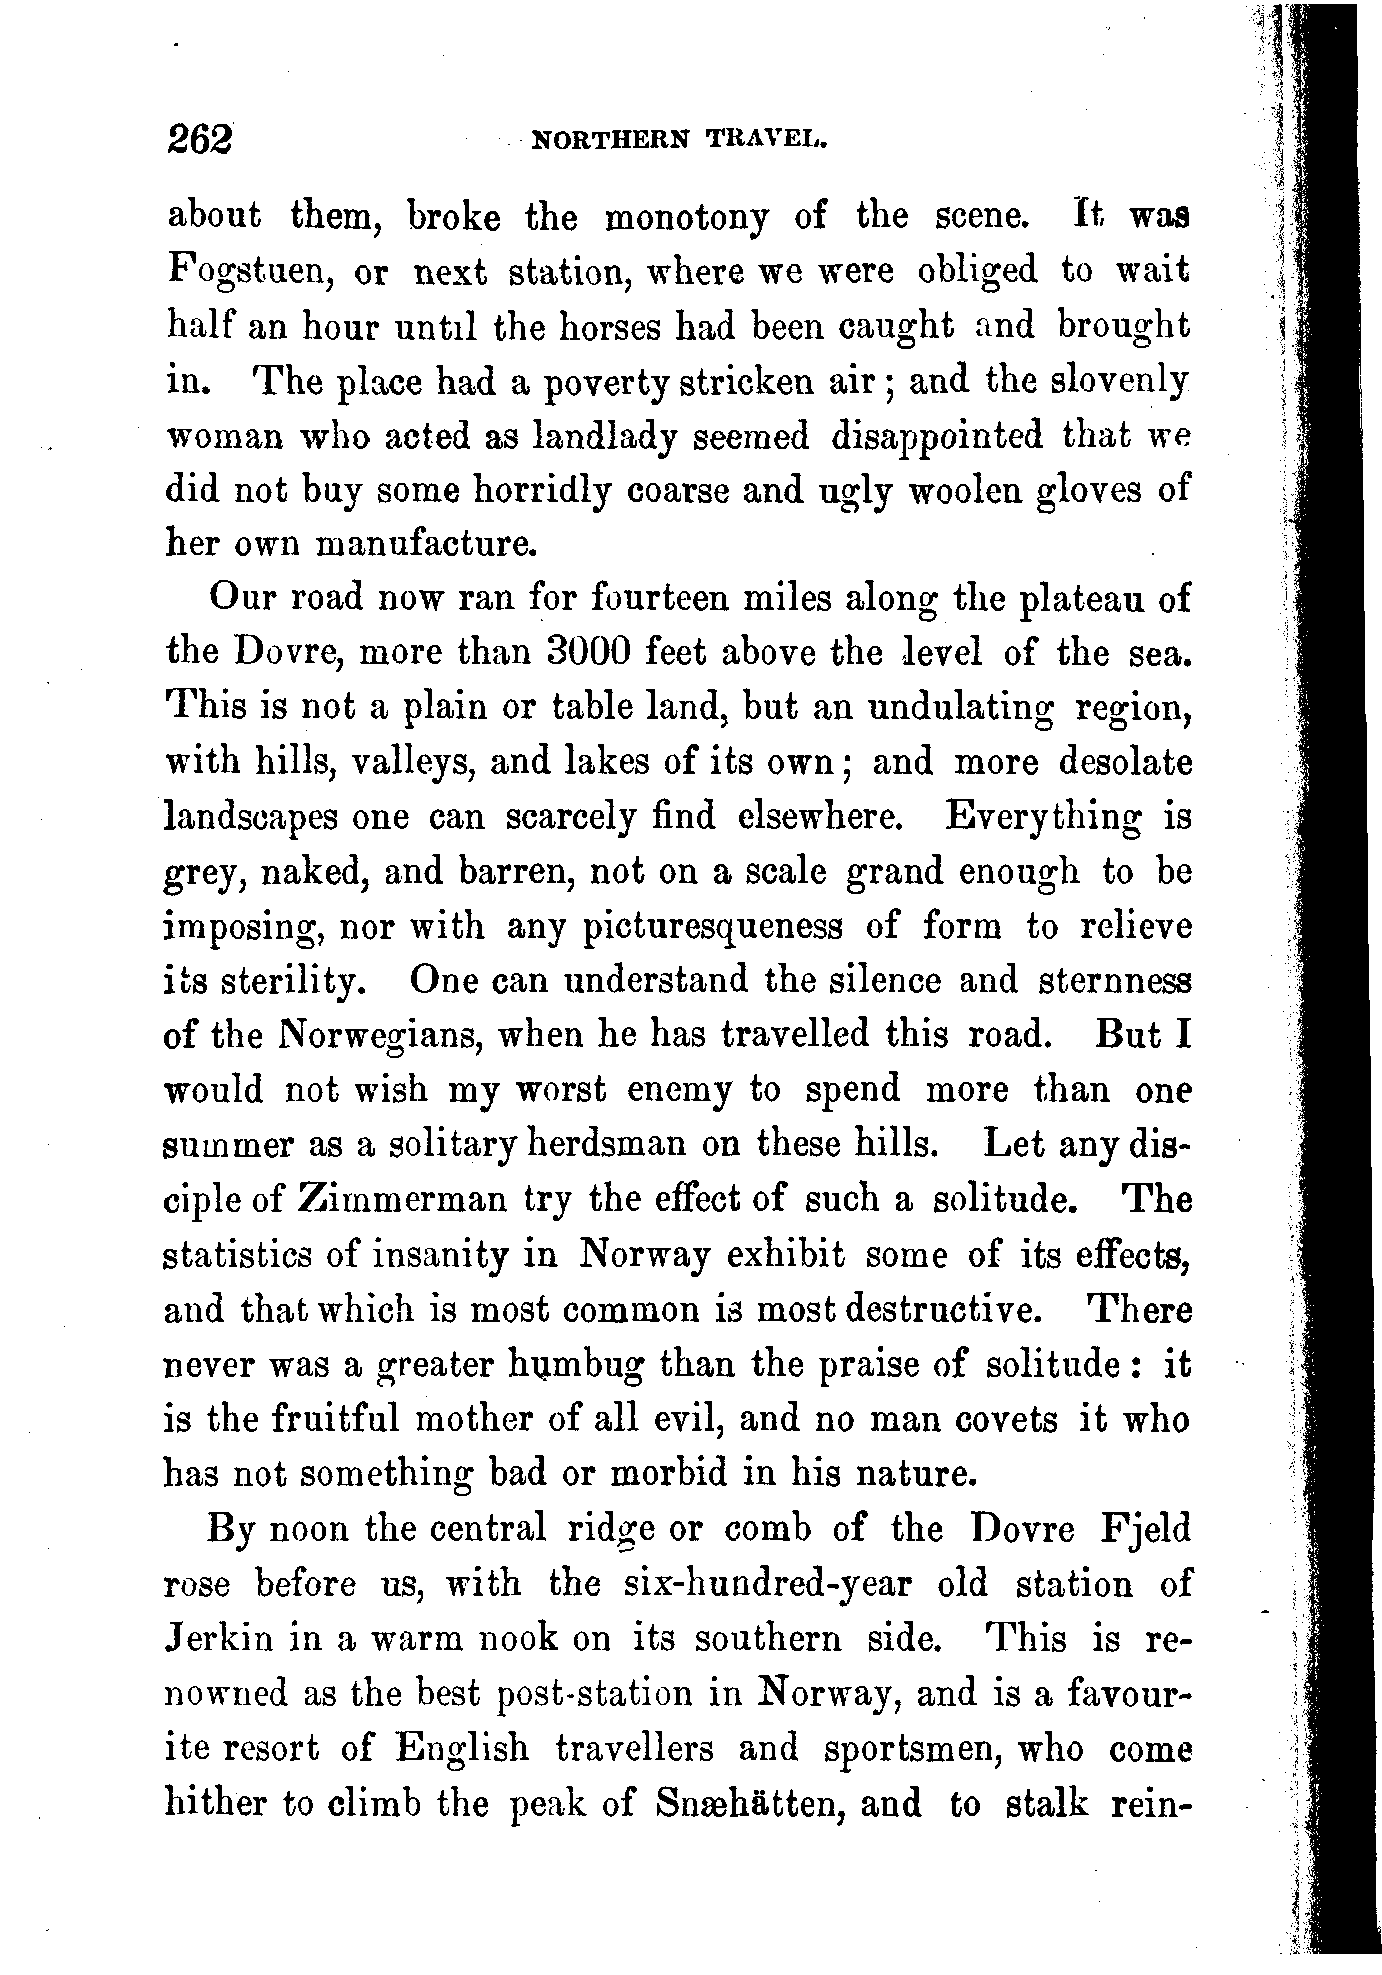 262 NORTHERN TRAVEL.
about them, broke the monotony of the scene. It was
Fogstuen, or next station, where we were obliged to wait
half an hour until the horses had been caught and brought
in. The place had a poverty stricken air; and the slovenly
woman who acted as landlady seemed disappointed that we
did not buy some horridly coarse and ugly woolen gloves of
her own manufacture.
Our road now ran for fourteen miles along the plateau of
the Dovre, more than 3000 feet above the level of the sea.
This is not a plain or table land, but an undulating region,
with hills, valleys, and lakes of its own; and more desolate
landscapes one can scarcely find elsewhere. Everything is
grey, naked, and barren, not on a scale grand enough to be
imposing, nor with any picturesqueness of form to relieve
its sterility. One can understand the silence and sternness
of the Norwegians, when he has travelled this road. But I
would not wish my worst enemy to spend more than one
summer as a solitary herdsman on these hills. Let any dis-
ciple of Zimmerman try the effect of such a solitude. The
statistics of insanity in Norway exhibit some of its effects,
and that which is most common is most destructive. There
never was a greater humbug than the praise of solitude: it
is the fruitful mother of all evil, and no man covets it who
has not something bad or morbid in his nature.
By noon the central ridge or comb of the Dovre Fjeld
rose before us, with the six-hundred-year old station of
Jerkin in a warm nook on its southern side. This is re-
nowned as the best post-station in Norway, and is a favour-
ite resort of English travellers and sportsmen, who come
hither to climb the peak of Snæhätten, and to stalk rein-